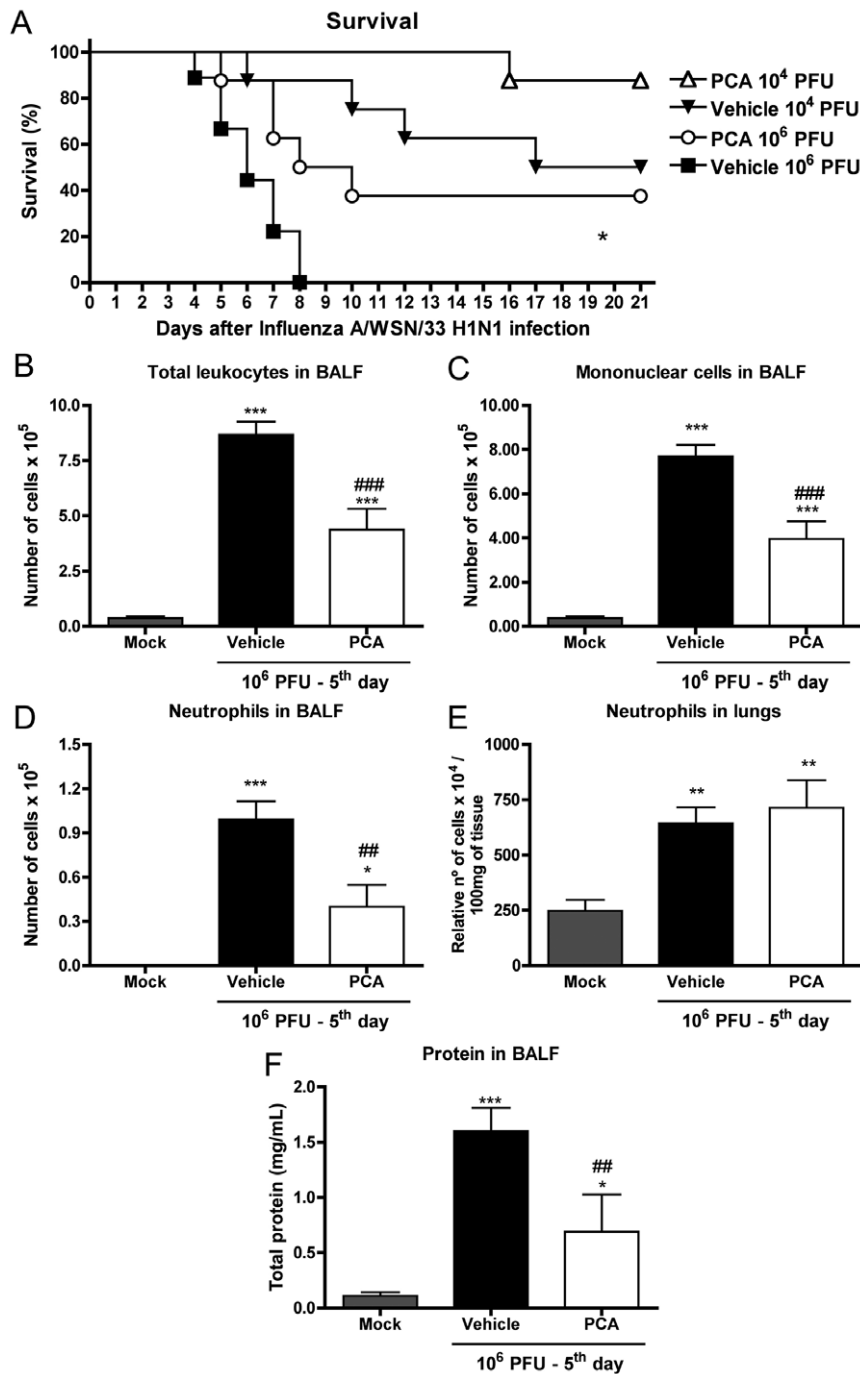 A
Survival
Survival (%)
100
80
60
40
20
0
*
0 1 2 3 4 5 6 7 8 9 10 11 12 13 14 15 16 17 18 19 20 21
Days after Influenza A/WSN/33 H1N1 infection
PCA 10⁴ PFU
Vehicle 10⁴ PFU
PCA 10⁶ PFU
Vehicle 10⁶ PFU
B
Total leukocytes in BALF
Number of cells x 10⁵
10.0
7.5
5.0
2.5
0.0
***
###
***
Mock Vehicle PCA
10⁶ PFU - 5th day
C
Mononuclear cells in BALF
Number of cells x 10⁵
10.00
8.00
6.00
4.00
2.00
0.00
***
###
***
Mock Vehicle PCA
10⁶ PFU - 5th day
D
Neutrophils in BALF
Number of cells x 10⁵
1.5
1.2
0.9
0.6
0.3
0.0
***
##
*
Mock Vehicle PCA
10⁶ PFU - 5th day
E
Neutrophils in lungs
Relative nº of cells x 10⁴ /
100mg of tissue
1000
750
500
250
0
**
**
Mock Vehicle PCA
10⁶ PFU - 5th day
F
Protein in BALF
Total protein (mg/mL)
2.0
1.5
1.0
0.5
0.0
***
##
*
Mock Vehicle PCA
10⁶ PFU - 5th day